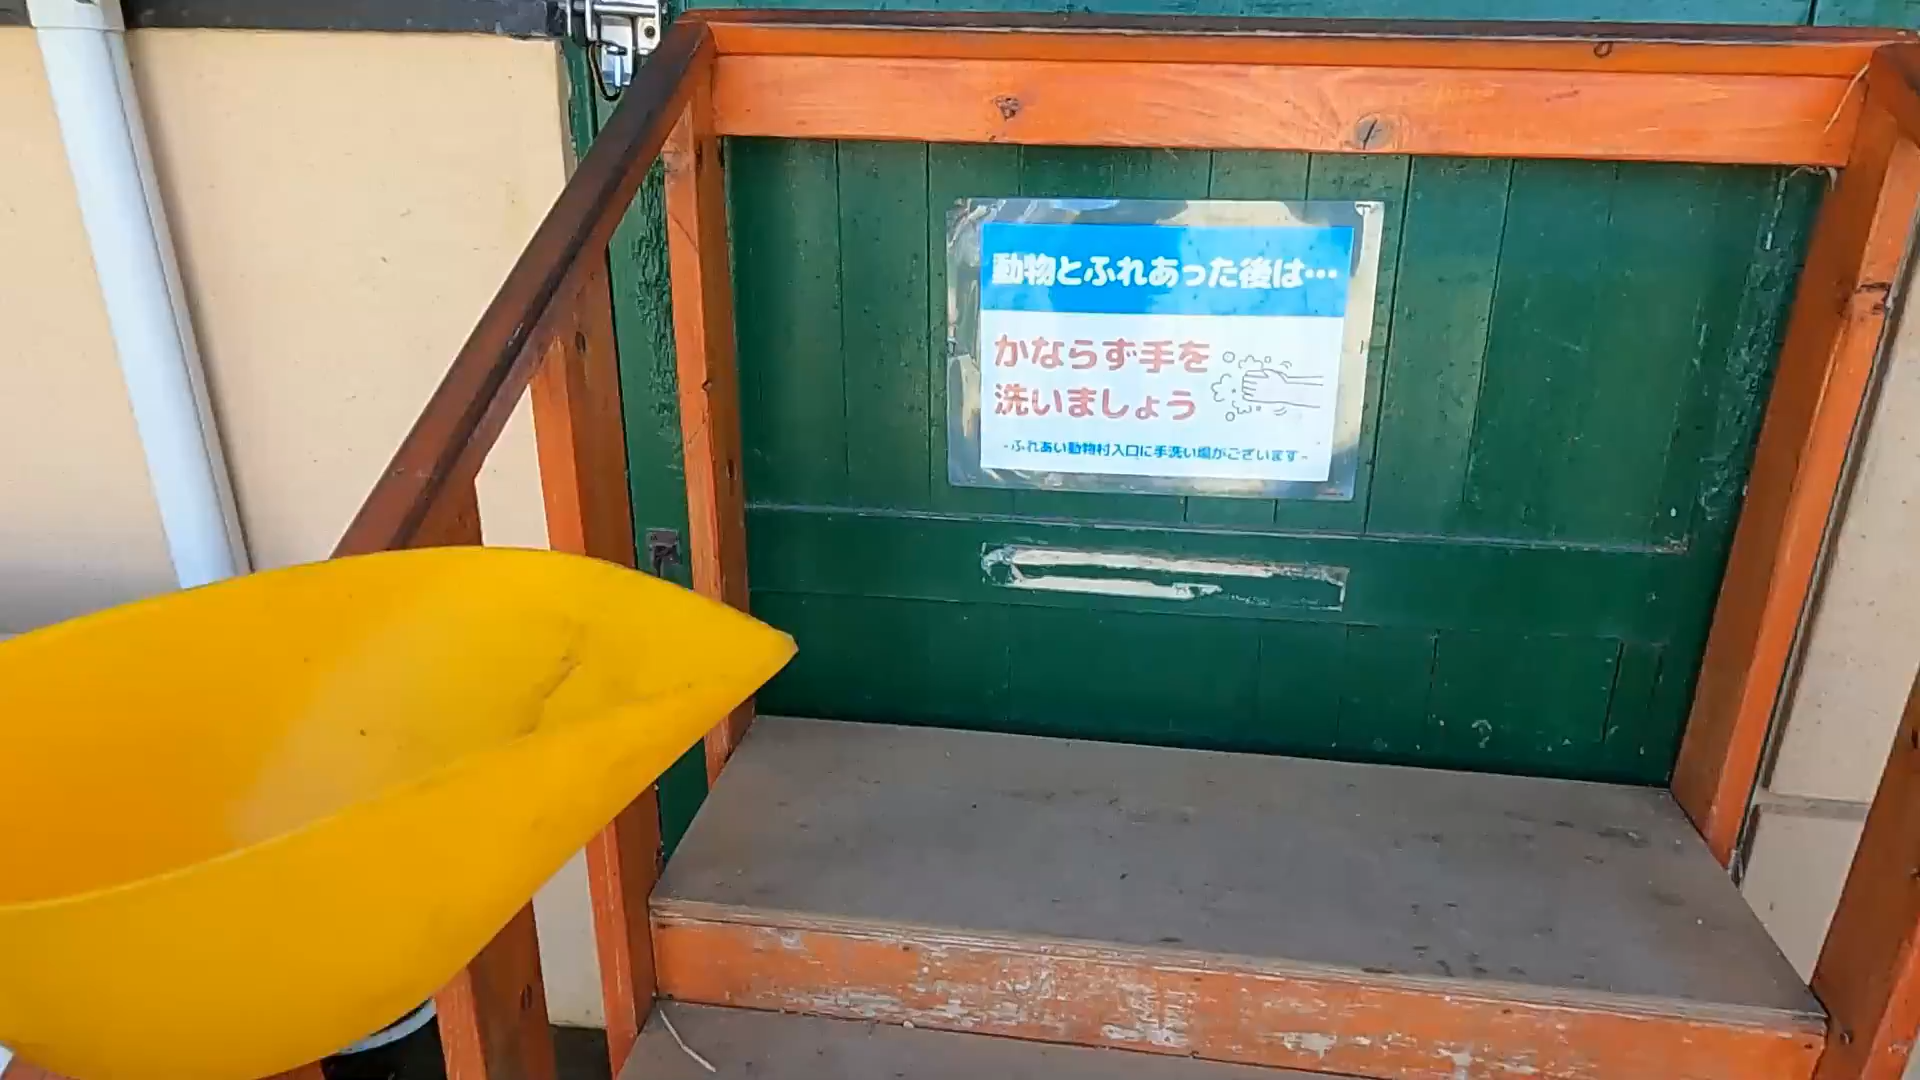 動物とふれあった後は…
かならず手を
洗いましょう
-ふれあい動物村入口に手洗い場がございます-